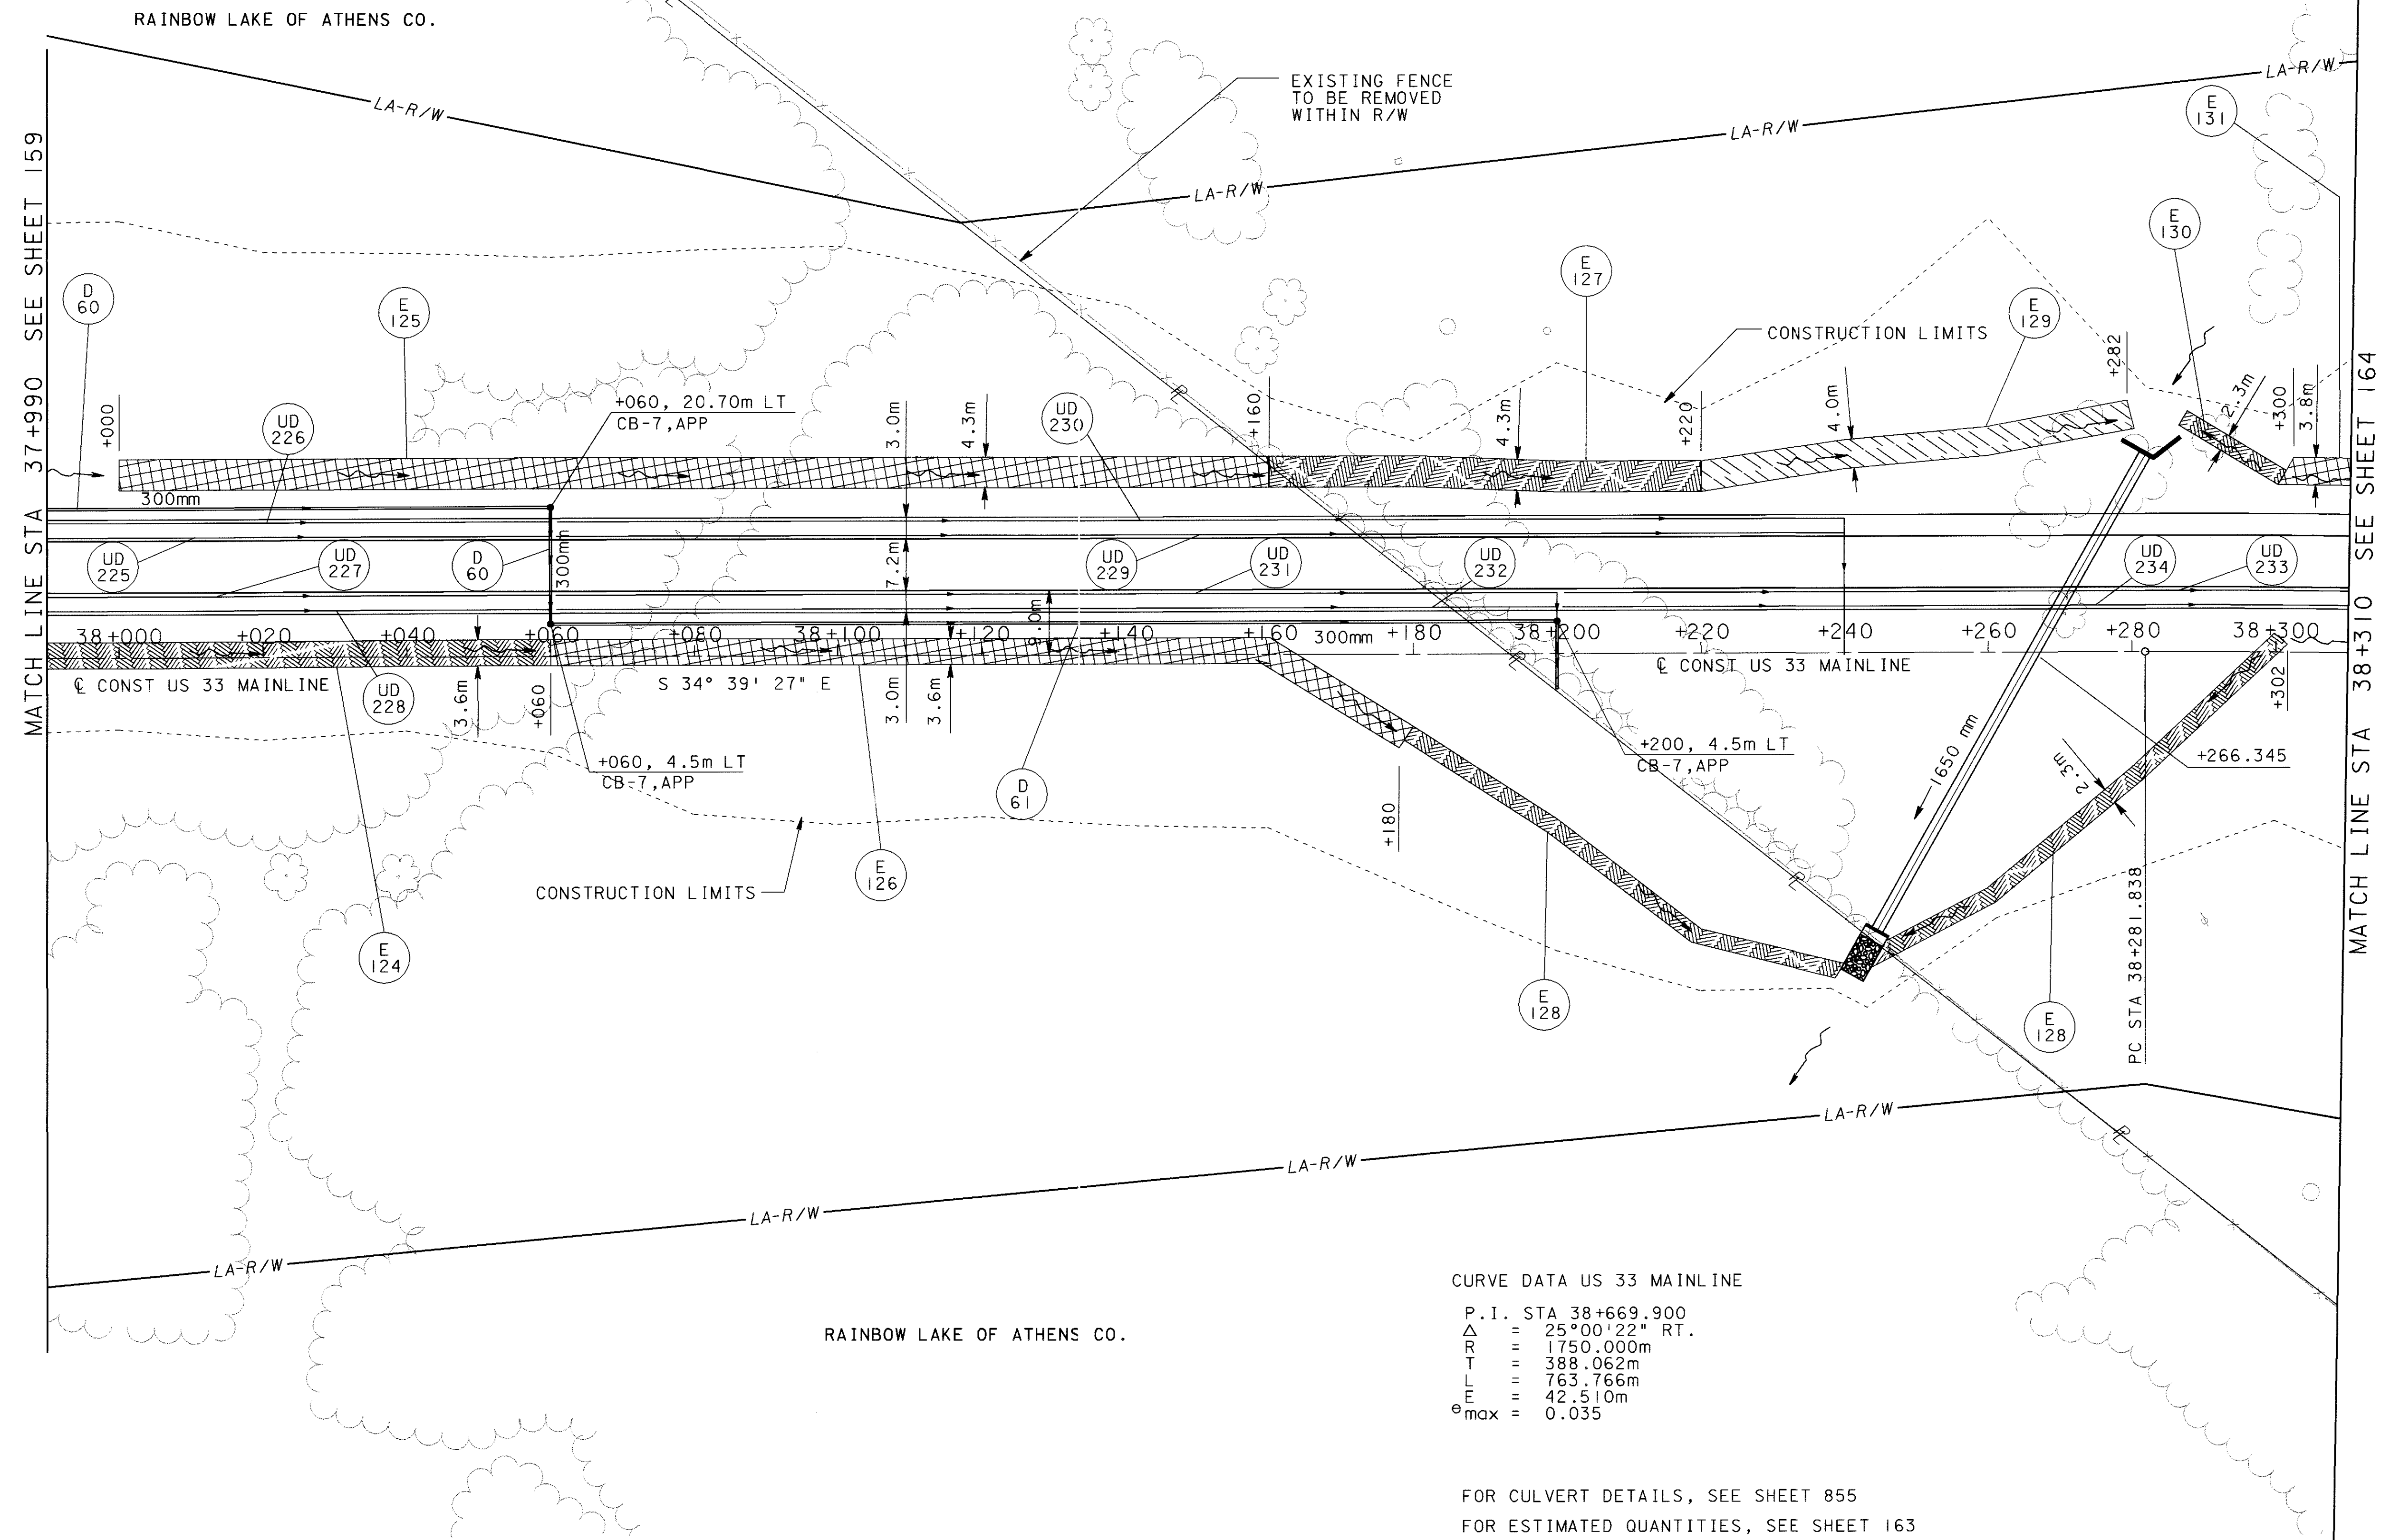 RAINBOW LAKE OF ATHENS CO.
LA-R/W
EXISTING FENCE
TO BE REMOVED
WITHIN R/W
LA-R/W
LA-R/W
LA-R/W
E
131
MATCH LINE STA 37+990 SEE SHEET 159
D
60
E
125
UD
226
+000
+060, 20.70m LT
CB-7,APP
3.0m
4.3m
UD
230
+160
E
127
4.3m
+220
CONSTRUCTION LIMITS
4.0m
E
129
+282
E
130
2.3m
+300
3.8m
MATCH LINE STA 38+310 SEE SHEET 164
℄
300mm
UD
225
UD
227
D
60
300mm
7.2m
UD
229
UD
231
UD
232
UD
234
UD
233
9.0m
38+000
+020
+040
+060
+080
38+100
+120
+140
+160
300mm
+180
38+200
+220
+240
+260
+280
38+300
℄
℄ CONST US 33 MAINLINE
UD
228
3.6m
+060
S 34° 39' 27" E
3.0m
3.6m
℄ CONST US 33 MAINLINE
+302
+060, 4.5m LT
CB-7,APP
D
61
+180
+200, 4.5m LT
CB-7,APP
1650 mm
2.3m
+266.345
CONSTRUCTION LIMITS
E
126
℄
E
124
E
128
E
128
PC STA 38+281.838
LA-R/W
℄
LA-R/W
LA-R/W
LA-R/W
RAINBOW LAKE OF ATHENS CO.
CURVE DATA US 33 MAINLINE
P.I. STA 38+669.900
Δ = 25°00'22" RT.
R = 1750.000m
T = 388.062m
L = 763.766m
E = 42.510m
e max = 0.035
FOR CULVERT DETAILS, SEE SHEET 855
FOR ESTIMATED QUANTITIES, SEE SHEET 163